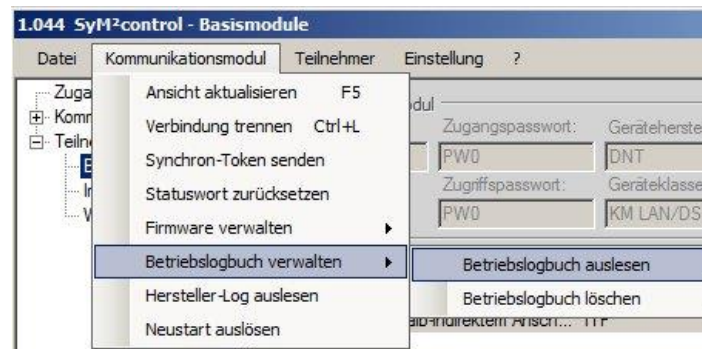 1.044 SyM²control - Basismodule
Datei Kommunikationsmodul Teilnehmer Einstellung ?
Ansicht aktualisieren F5
Verbindung trennen Ctrl+L
Synchron-Token senden
Statuswort zurücksetzen
Firmware verwalten
Betriebslogbuch verwalten
Hersteller-Log auslesen
Neustart auslösen
Betriebslogbuch auslesen
Betriebslogbuch löschen
Zugangspasswort:
PW0 DNT
Zugriffspasswort: Geräteklasse
PW0 KM LAN/DS